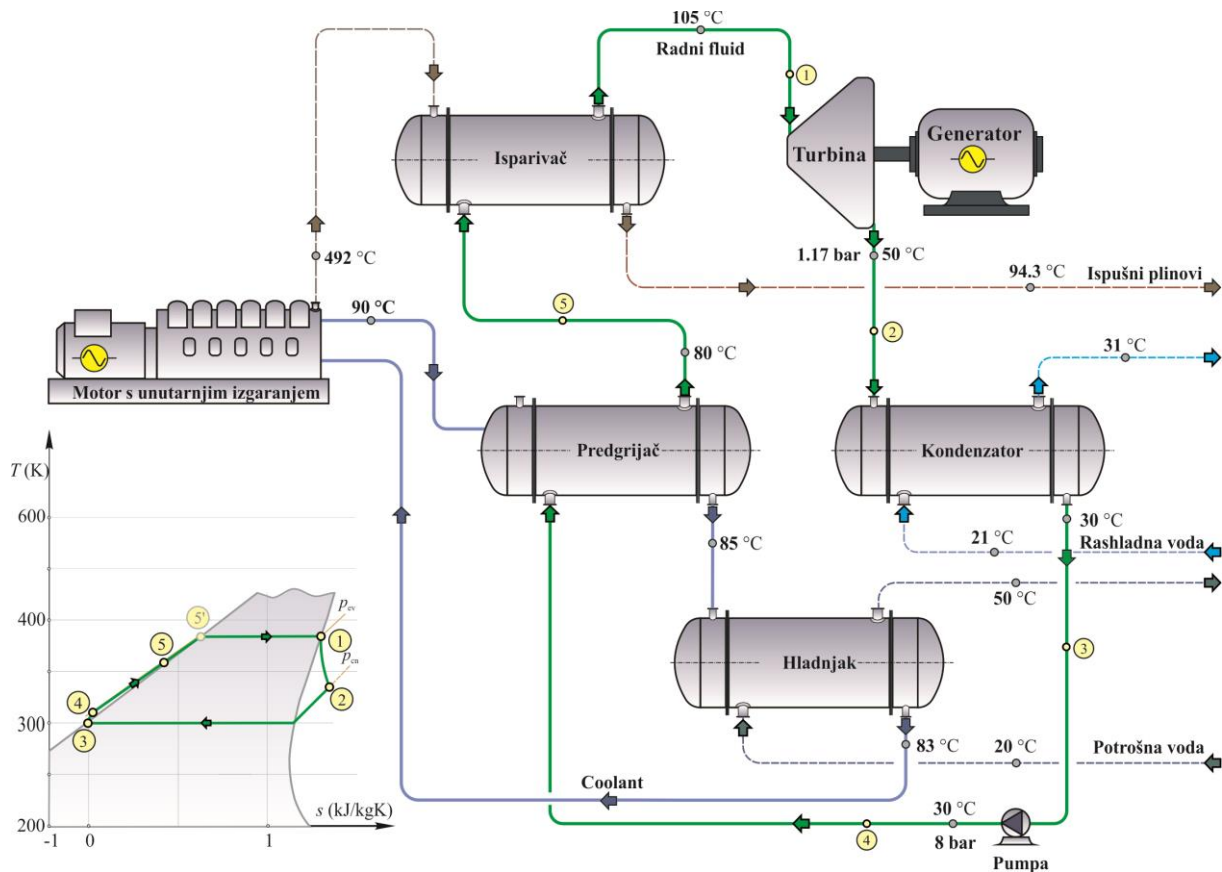 105 °C
Radni fluid
1
Isparivač
Turbina
Generator
492 °C
1.17 bar
50 °C
94.3 °C
Ispušni plinovi
90 °C
5
2
80 °C
31 °C
Motor s unutarnjim izgaranjem
Predgrijač
Kondenzator
T (K)
600
85 °C
30 °C
21 °C
Rashladna voda
50 °C
400
5'
p_ev
5
1
p_cn
Hladnjak
3
4
2
300
3
83 °C
20 °C
Potrošna voda
Coolant
s (kJ/kgK)
200
-1
0
1
30 °C
4
8 bar
Pumpa